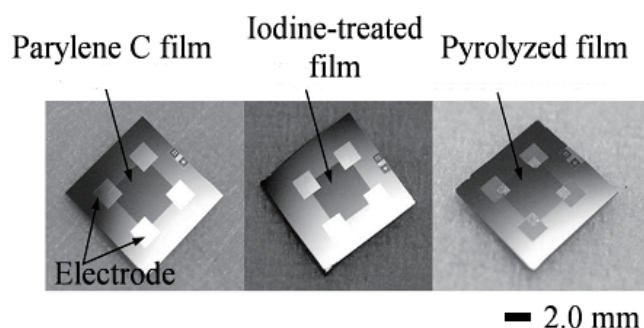 Parylene C film
Iodine-treated
film
Pyrolyzed film
Electrode
2.0 mm